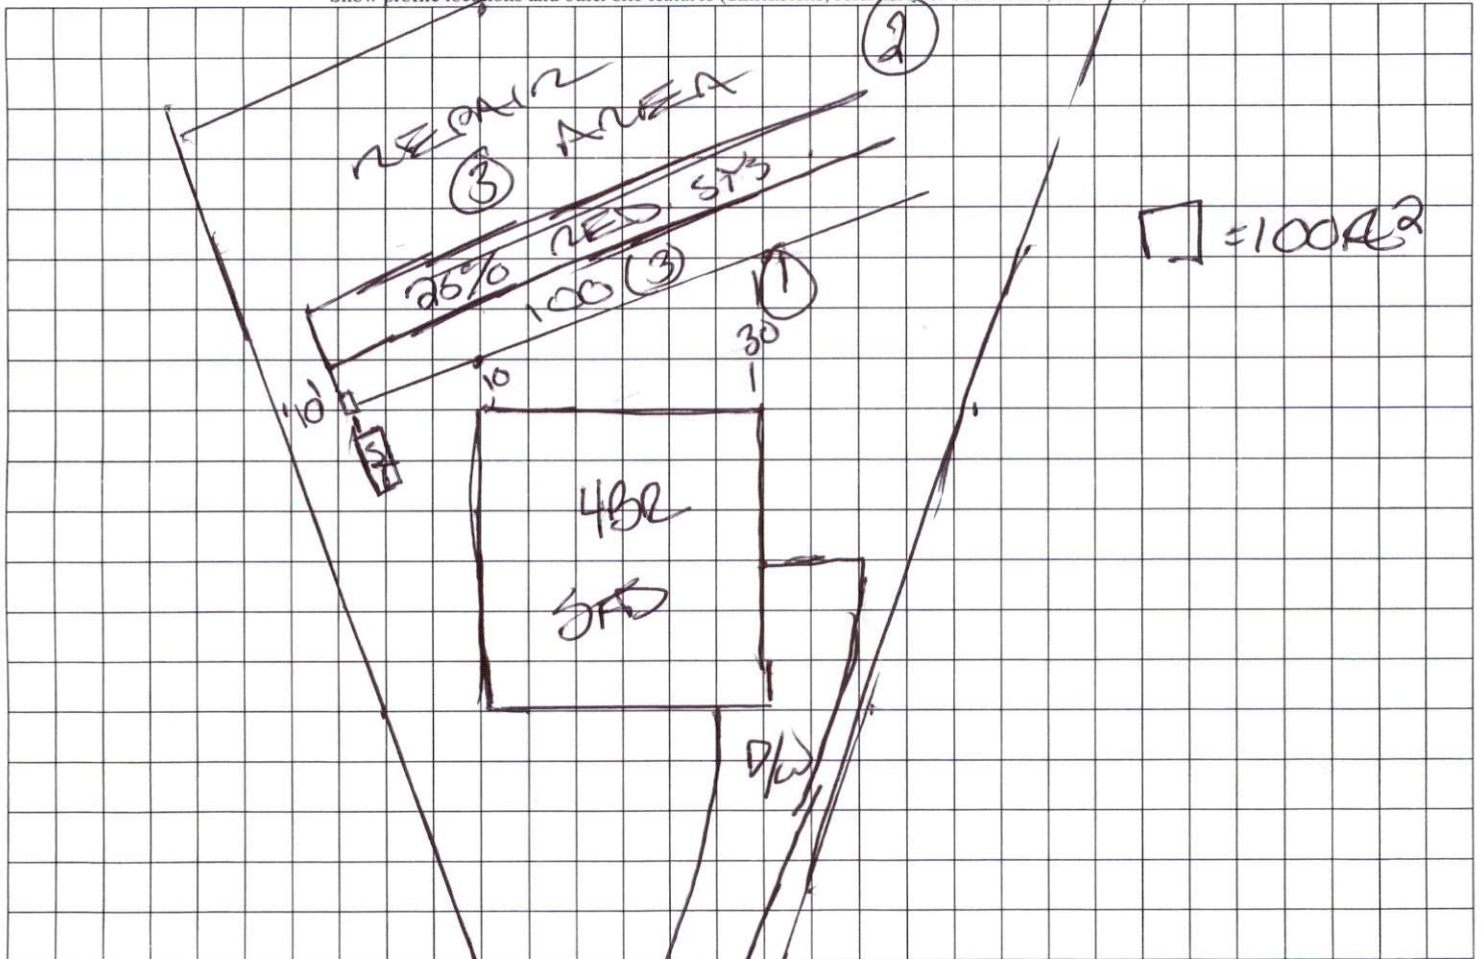 2
REPAIR
AREA
3
25% RED. SYS
100 3
1
30
10
10'
ST
4BR
SFD
D/W
=100ft2